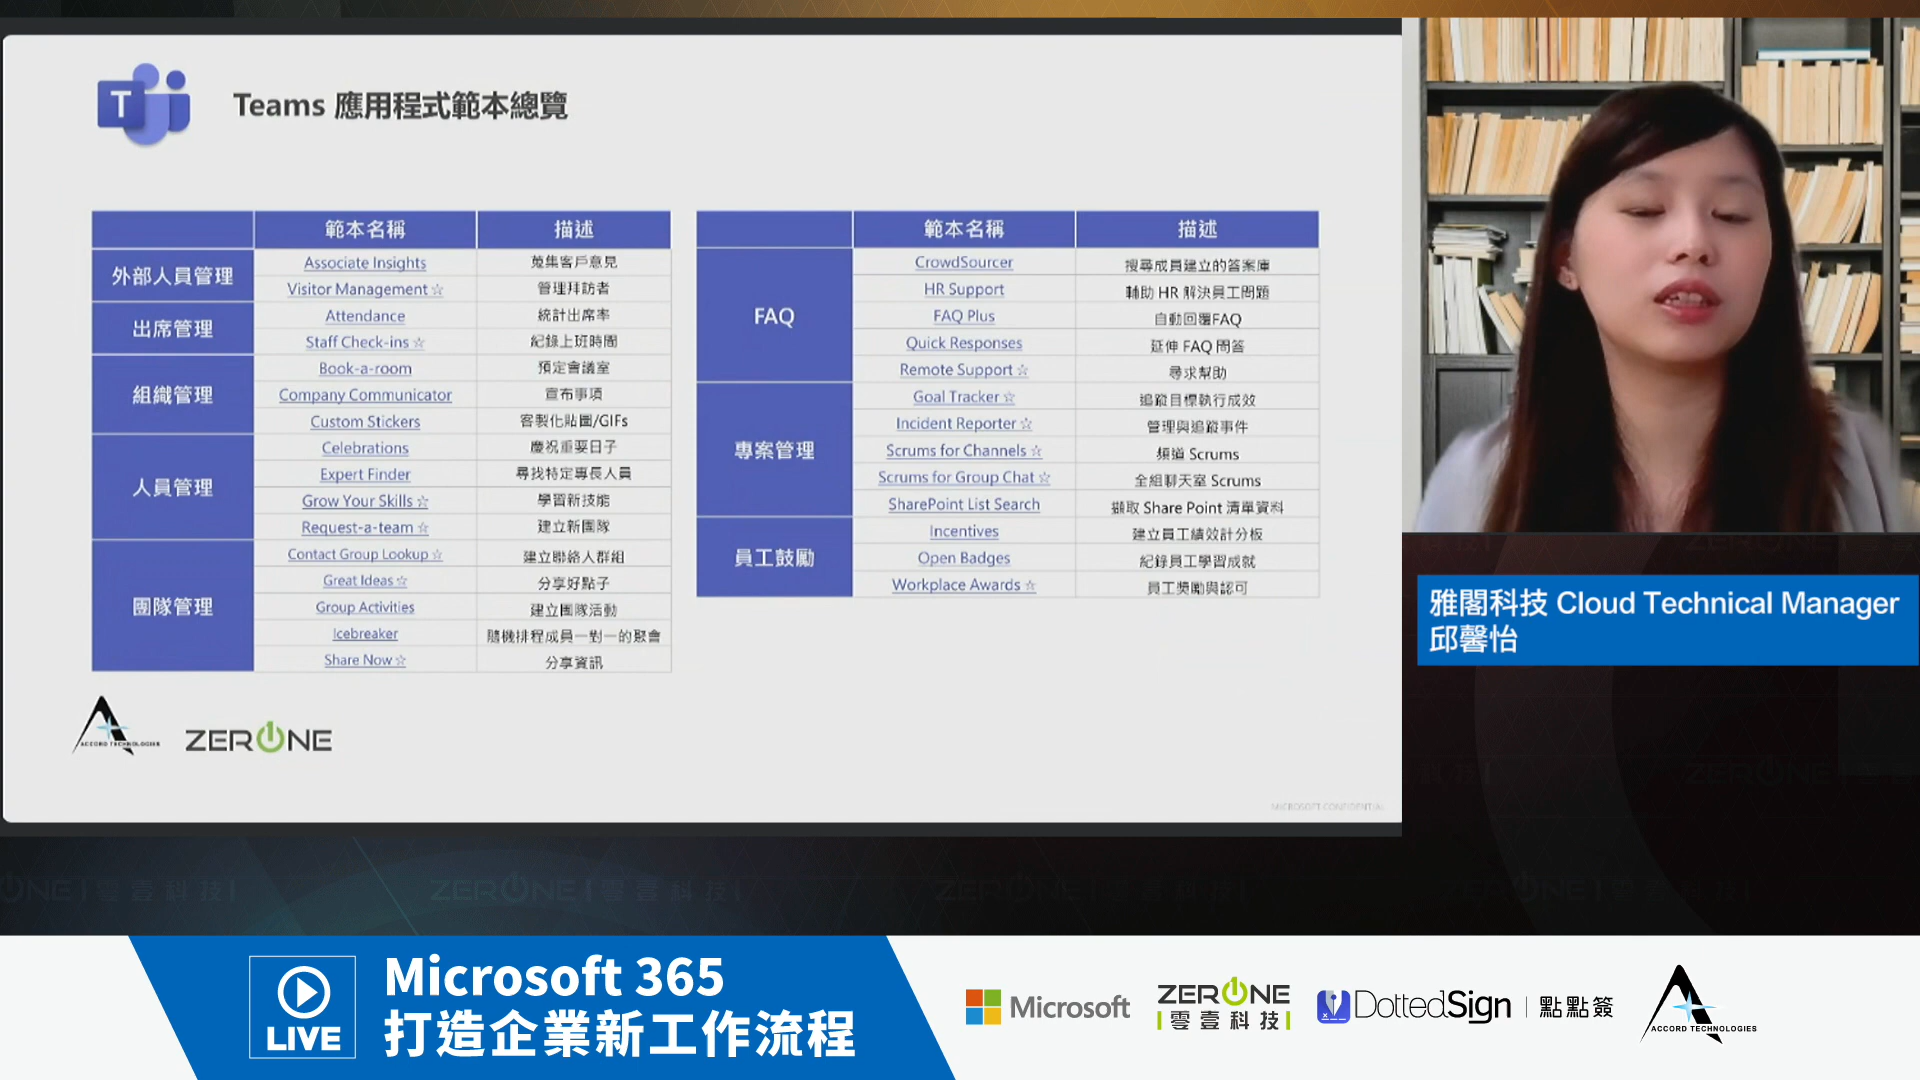 Teams 應用程式範本總覽
範本名稱 描述
外部人員管理
Associate Insights 蒐集客戶意見
Visitor Management ☆ 管理拜訪者
出席管理
Attendance 統計出席率
Staff Check-ins ☆ 紀錄上班時間
組織管理
Book-a-room 預定會議室
Company Communicator 宣布事項
Custom Stickers 客製化貼圖/GIFs
人員管理
Celebrations 慶祝重要日子
Expert Finder 尋找特定專長人員
Grow Your Skills ☆ 學習新技能
Request-a-team ☆ 建立新團隊
團隊管理
Contact Group Lookup ☆ 建立聯絡人群組
Great Ideas ☆ 分享好點子
Group Activities 建立團隊活動
Icebreaker 隨機排程成員一對一的聚會
Share Now ☆ 分享資訊
範本名稱 描述
FAQ
CrowdSourcer 搜尋成員建立的答案庫
HR Support 輔助 HR 解決員工問題
FAQ Plus 自動回覆FAQ
Quick Responses 延伸 FAQ 問答
Remote Support ☆ 尋求幫助
專案管理
Goal Tracker ☆ 追蹤目標執行成效
Incident Reporter ☆ 管理與追蹤事件
Scrums for Channels ☆ 頻道 Scrums
Scrums for Group Chat ☆ 全組聊天室 Scrums
SharePoint List Search 擷取 Share Point 清單資料
員工鼓勵
Incentives 建立員工績效計分板
Open Badges 紀錄員工學習成就
Workplace Awards ☆ 員工獎勵與認可
ACCORD TECHNOLOGIES
ZERONE
MICROSOFT CONFIDENTIAL
雅閣科技 Cloud Technical Manager
邱馨怡
ZERONE 零壹科技
LIVE
Microsoft 365
打造企業新工作流程
Microsoft
ZERONE
零壹科技
DottedSign 點點簽
ACCORD TECHNOLOGIES